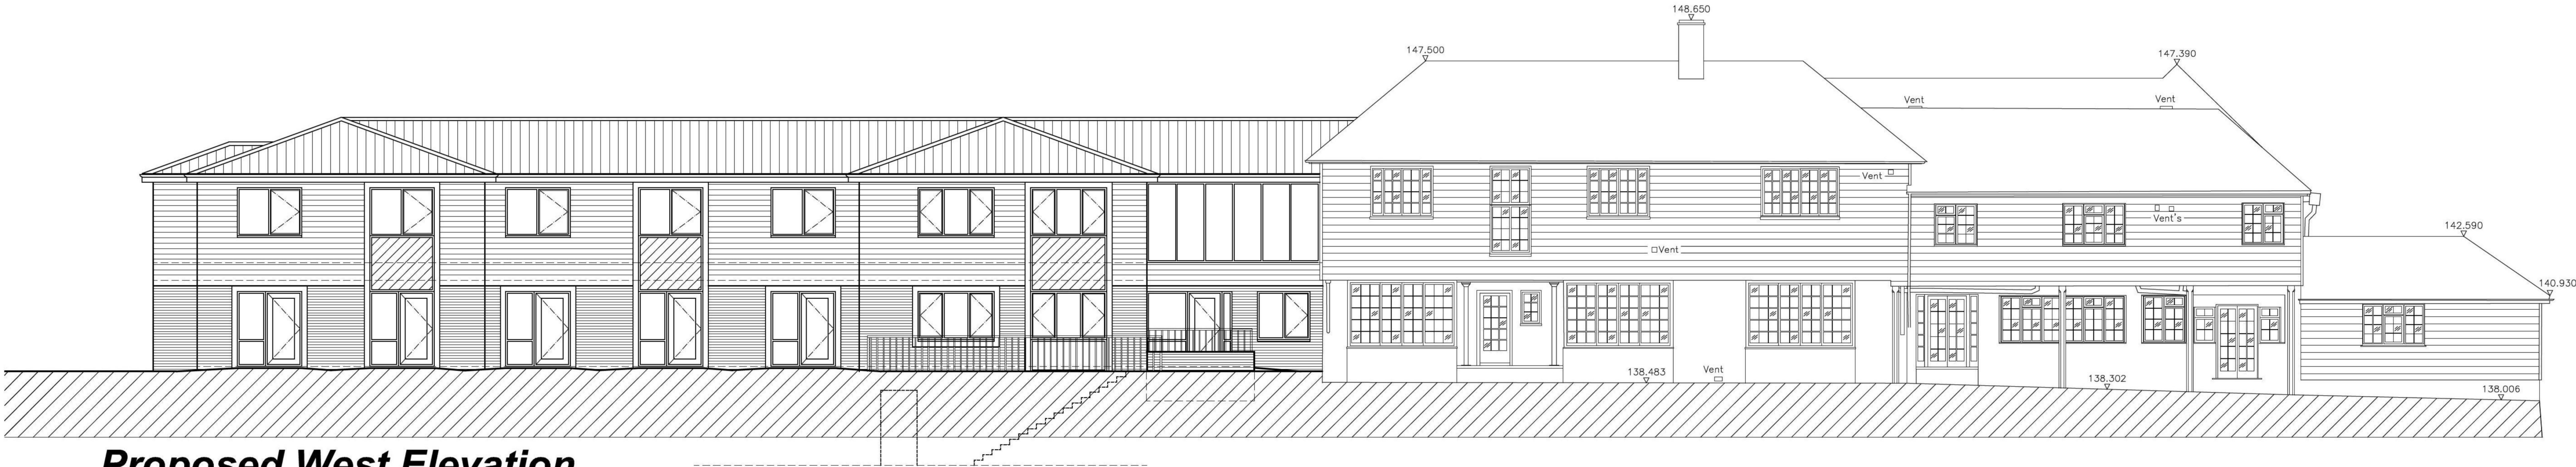 148.650
147.500
147.390
Vent
Vent
Vent
Vent's
Vent
142.590
140.930
138.483
Vent
138.302
138.006
Proposed West Elevation